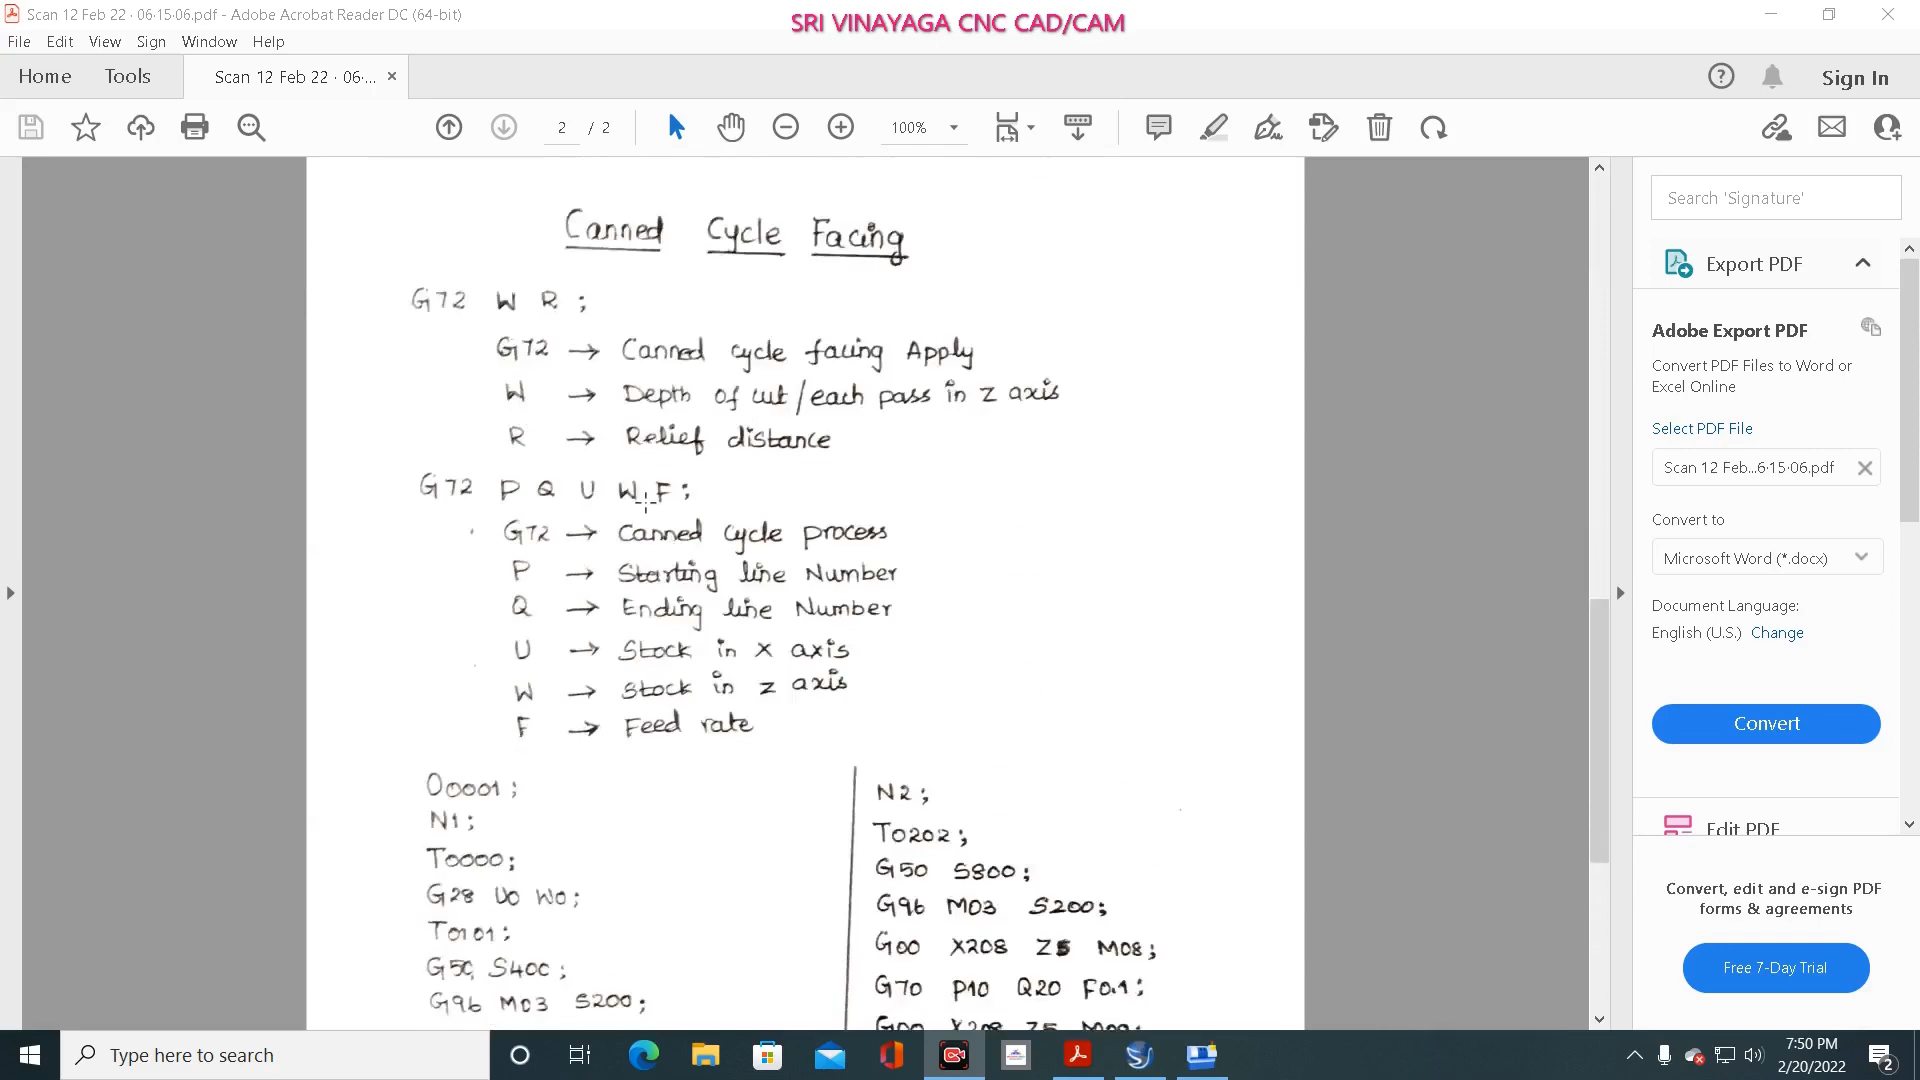 Scan 12 Feb 22 · 06·15·06.pdf - Adobe Acrobat Reader DC (64-bit)
SRI VINAYAGA CNC CAD/CAM
File Edit View Sign Window Help
Home Tools Scan 12 Feb 22 · 06·... ×
Sign In
2 / 2
100%
Canned Cycle Facing
G72 W R ;
G72 → Canned cycle facing Apply
W → Depth of cut / each pass in Z axis
R → Relief distance
G72 P Q U W F ;
G72 → Canned cycle process
P → Starting line Number
Q → Ending line Number
U → Stock in X axis
W → Stock in Z axis
F → Feed rate
O0001 ;
N1 ;
T0000 ;
G28 U0 W0 ;
T0101 ;
G50 S400 ;
G96 M03 S200 ;
N2 ;
T0202 ;
G50 S800 ;
G96 M03 S200 ;
G00 X208 Z5 M08 ;
G70 P10 Q20 F0.1 ;
G00 X208 Z5 M09 ;
Search 'Signature'
Export PDF
Adobe Export PDF
Convert PDF Files to Word or
Excel Online
Select PDF File
Scan 12 Feb...6·15·06.pdf
Convert to
Microsoft Word (*.docx)
Document Language:
English (U.S.) Change
Convert
Edit PDF
Convert, edit and e-sign PDF
forms & agreements
Free 7-Day Trial
Type here to search
7:50 PM
2/20/2022
2